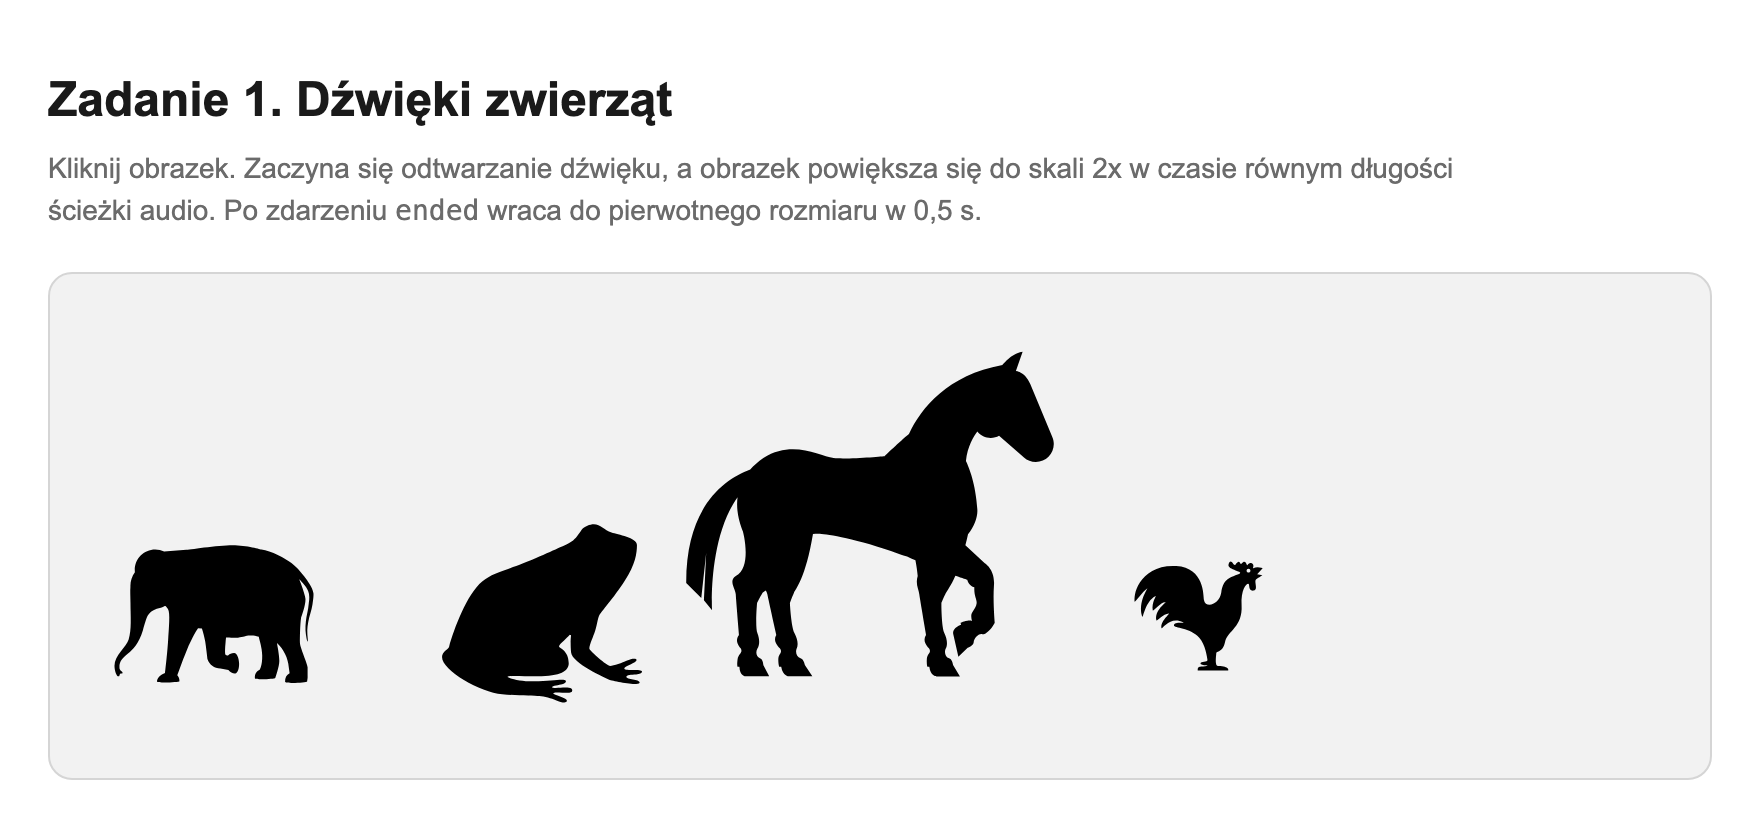 Zadanie 1. Dźwięki zwierząt
Kliknij obrazek. Zaczyna się odtwarzanie dźwięku, a obrazek powiększa się do skali 2x w czasie równym długości
ścieżki audio. Po zdarzeniu ended wraca do pierwotnego rozmiaru w 0,5 s.